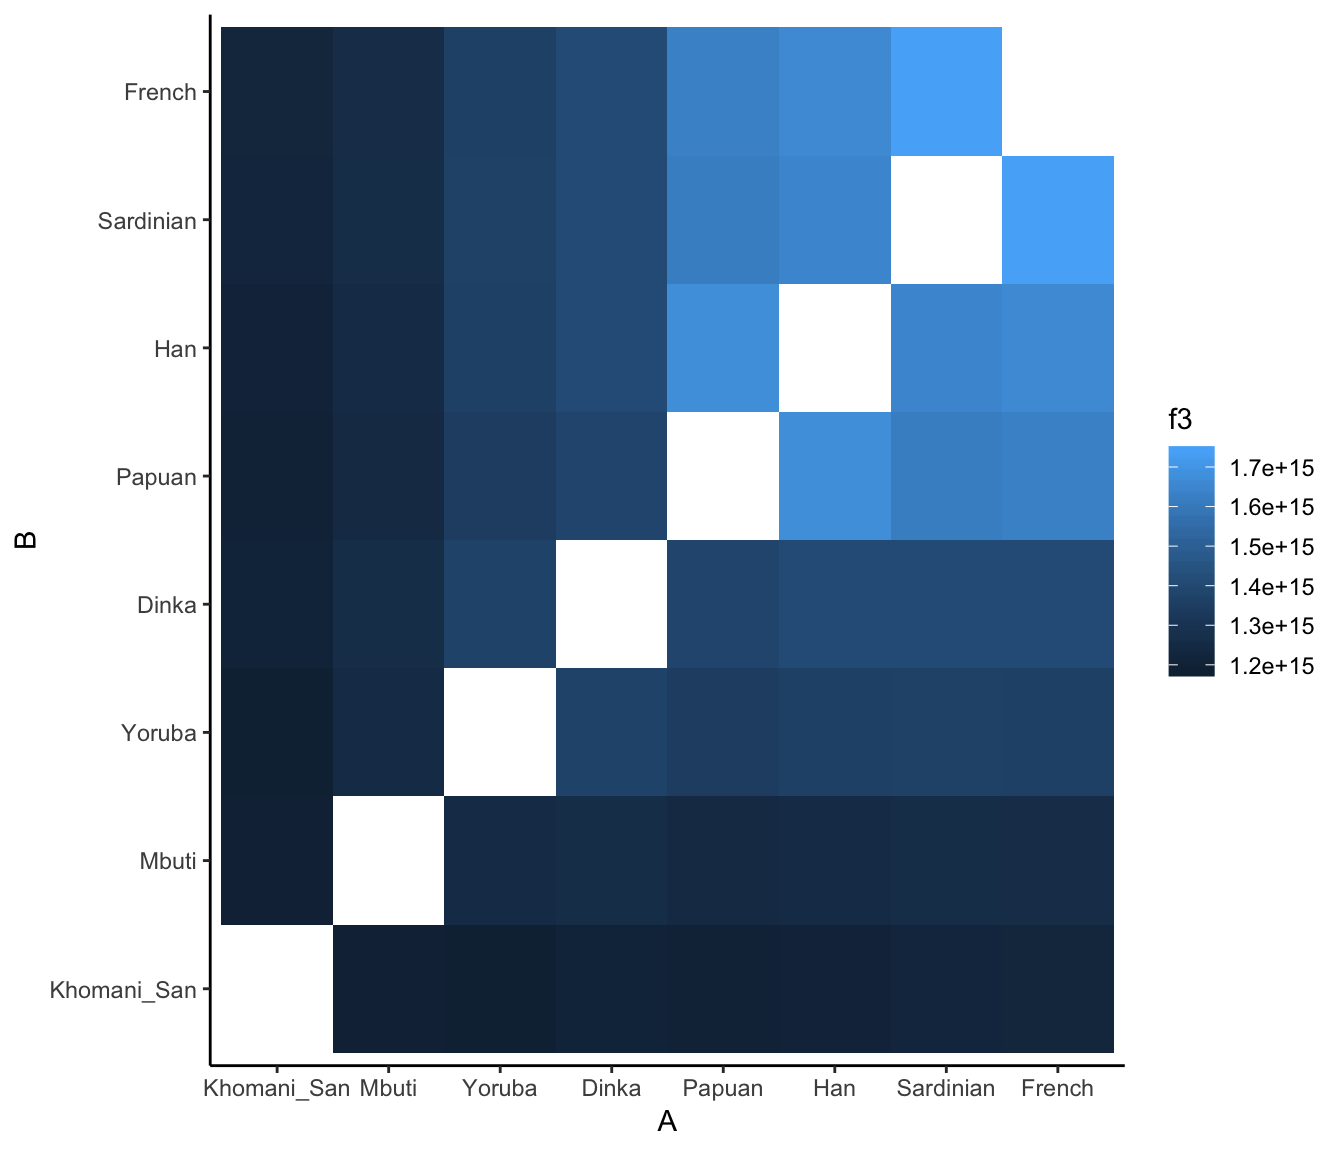 French
Sardinian
Han
Papuan
Dinka
Yoruba
Mbuti
Khomani_San
B
Khomani_San Mbuti Yoruba Dinka Papuan Han Sardinian French
A
f3
1.7e+15
1.6e+15
1.5e+15
1.4e+15
1.3e+15
1.2e+15